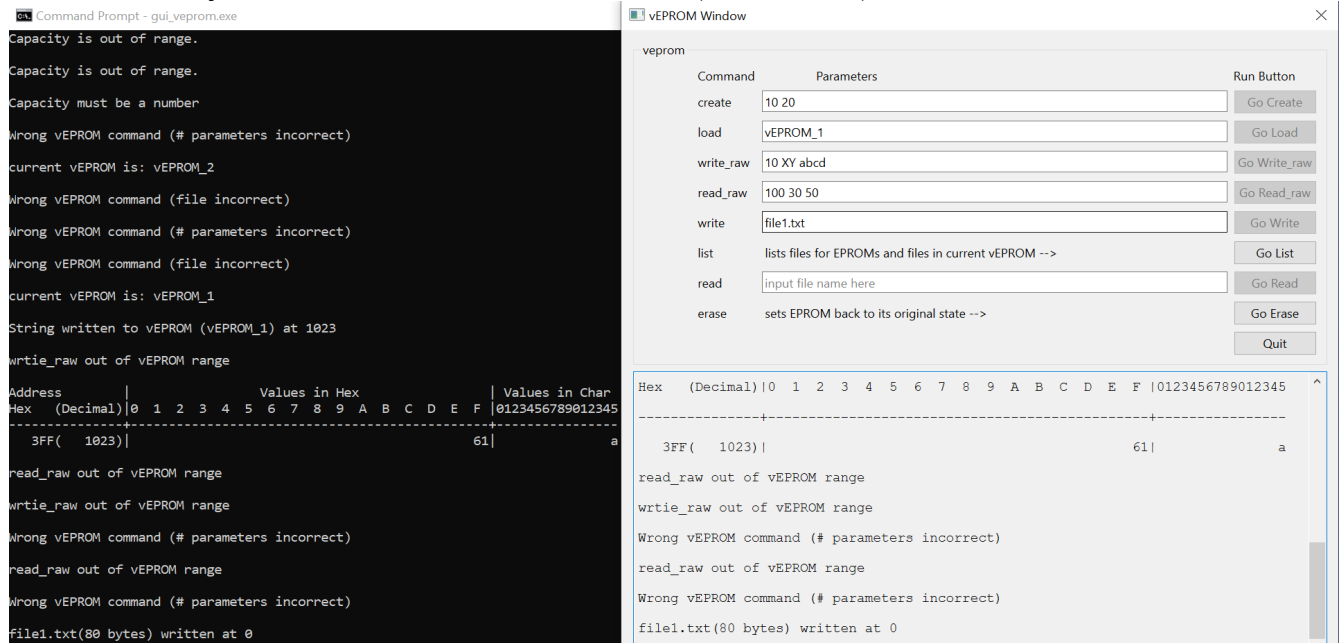 Command Prompt - gui_veprom.exe
Capacity is out of range.
Capacity is out of range.
Capacity must be a number
Wrong vEPROM command (# parameters incorrect)
current vEPROM is: vEPROM_2
Wrong vEPROM command (file incorrect)
Wrong vEPROM command (# parameters incorrect)
Wrong vEPROM command (file incorrect)
current vEPROM is: vEPROM_1
String written to vEPROM (vEPROM_1) at 1023
wrtie_raw out of vEPROM range
Address | Values in Hex | Values in Char
Hex (Decimal)|0 1 2 3 4 5 6 7 8 9 A B C D E F |0123456789012345
---------------+------------------------------------------------+----------------
3FF( 1023)| 61| a
read_raw out of vEPROM range
wrtie_raw out of vEPROM range
Wrong vEPROM command (# parameters incorrect)
read_raw out of vEPROM range
Wrong vEPROM command (# parameters incorrect)
file1.txt(80 bytes) written at 0
vEPROM Window
veprom
Command Parameters Run Button
create 10 20 Go Create
load vEPROM_1 Go Load
write_raw 10 XY abcd Go Write_raw
read_raw 100 30 50 Go Read_raw
write file1.txt Go Write
list lists files for EPROMs and files in current vEPROM --> Go List
read input file name here Go Read
erase sets EPROM back to its original state --> Go Erase
Quit
Hex (Decimal)|0 1 2 3 4 5 6 7 8 9 A B C D E F |0123456789012345
---------------+------------------------------------------------+----------------
3FF( 1023)| 61| a
read_raw out of vEPROM range
wrtie_raw out of vEPROM range
Wrong vEPROM command (# parameters incorrect)
read_raw out of vEPROM range
Wrong vEPROM command (# parameters incorrect)
file1.txt(80 bytes) written at 0